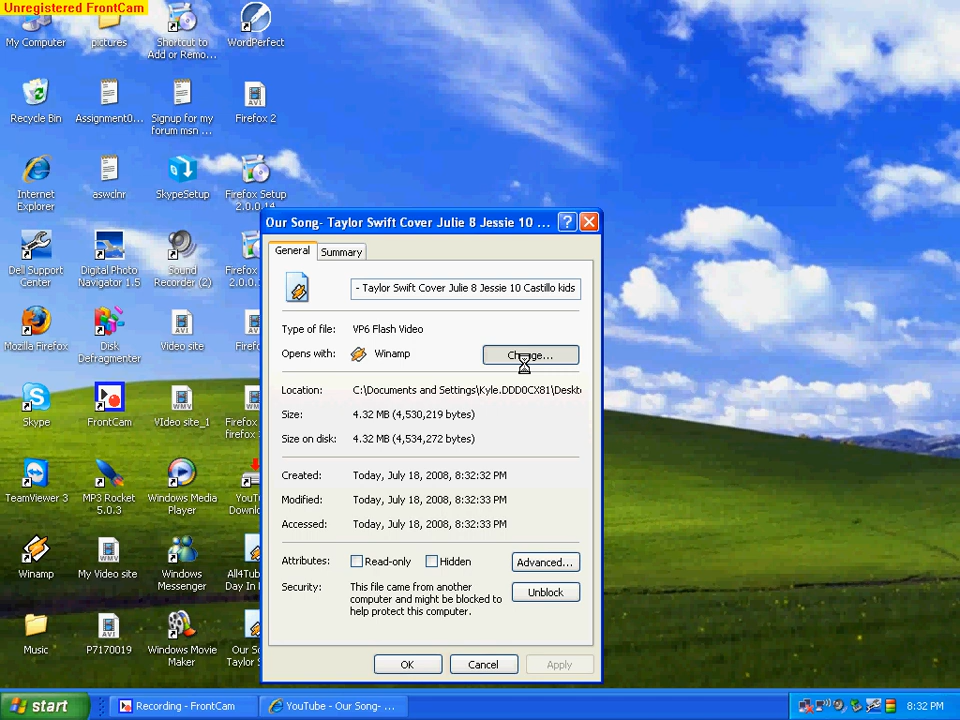 Unregistered FrontCam
My Computer
pictures
Shortcut to
Add or Remo...
WordPerfect
Recycle Bin
Assignment0...
Signup for my
forum msn ...
AVI
Firefox 2
Internet
Explorer
aswclnr
SkypeSetup
Firefox Setup
2.0.0.14
Dell Support
Center
Digital Photo
Navigator 1.5
Sound
Recorder (2)
Mozilla Firefox
Disk
Defragmenter
AVI
Video site
Skype
FrontCam
WMV
VIdeo site_1
TeamViewer 3
MP3 Rocket
5.0.3
Windows Media
Player
Winamp
WMV
My Video site
Windows
Messenger
All4Tub
Day In
Music
AVI
P7170019
Windows Movie
Maker
Our So
Taylor S
Our Song- Taylor Swift Cover Julie 8 Jessie 10 ...
General
Summary
- Taylor Swift Cover Julie 8 Jessie 10 Castillo kids
Type of file: VP6 Flash Video
Opens with: Winamp
Change...
Location: C:\Documents and Settings\Kyle.DDD0CX81\Deskt
Size: 4.32 MB (4,530,219 bytes)
Size on disk: 4.32 MB (4,534,272 bytes)
Created: Today, July 18, 2008, 8:32:32 PM
Modified: Today, July 18, 2008, 8:32:33 PM
Accessed: Today, July 18, 2008, 8:32:33 PM
Attributes: Read-only Hidden Advanced...
Security: This file came from another
computer and might be blocked to
help protect this computer.
Unblock
OK Cancel Apply
start
Recording - FrontCam
YouTube - Our Song- ...
8:32 PM